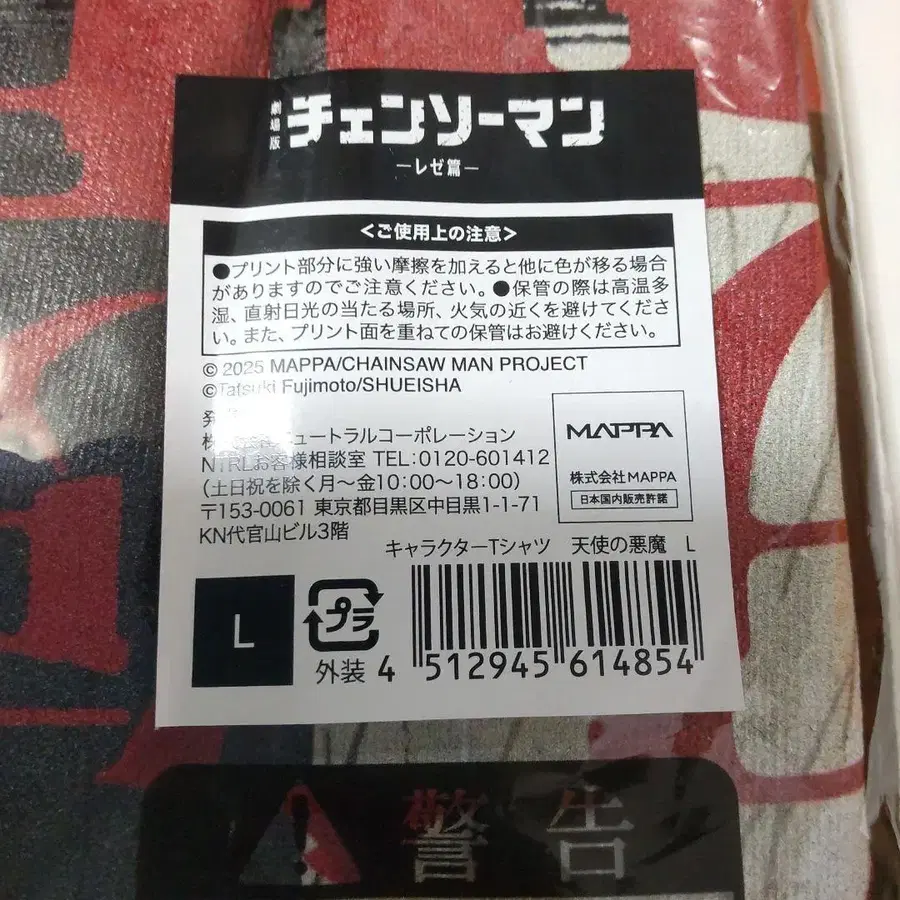 劇場版
チェンソーマン
―レゼ篇―
＜ご使用上の注意＞
●プリント部分に強い摩擦を加えると他に色が移る場合
がありますのでご注意ください。●保管の際は高温多
湿、直射日光の当たる場所、火気の近くを避けてくださ
い。また、プリント面を重ねての保管はお避けください。
© 2025 MAPPA/CHAINSAW MAN PROJECT
©Tatsuki Fujimoto/SHUEISHA
発
ニュートラルコーポレーション
NTRLお客様相談室 TEL:0120-601412
(土日祝を除く月～金10:00～18:00)
〒153-0061 東京都目黒区中目黒1-1-71
KN代官山ビル3階
MAPPA
株式会社MAPPA
日本国内販売許諾
キャラクターTシャツ 天使の悪魔 L
L
プラ
外装
4 512945 614854
警告